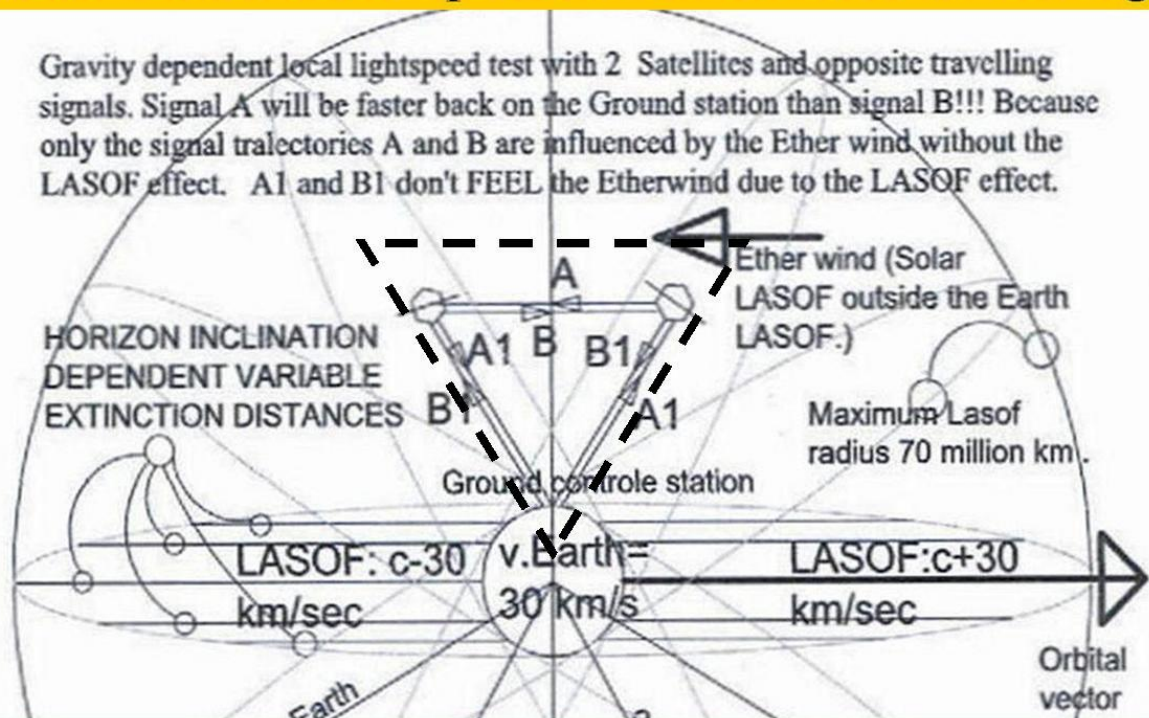 Gravity dependent local lightspeed test with 2 Satellites and opposite travelling
signals. Signal A will be faster back on the Ground station than signal B!!! Because
only the signal tralectories A and B are influenced by the Ether wind without the
LASOF effect. A1 and B1 don't FEEL the Etherwind due to the LASOF effect.
Ether wind (Solar
LASOF outside the Earth
LASOF.)
A
HORIZON INCLINATION
DEPENDENT VARIABLE
EXTINCTION DISTANCES
A1 B B1
B1 A1
Maximum Lasof
radius 70 million km.
Ground controle station
LASOF: c-30
km/sec
v.Earth=
30 km/s
LASOF:c+30
km/sec
Orbital
vector
Earth